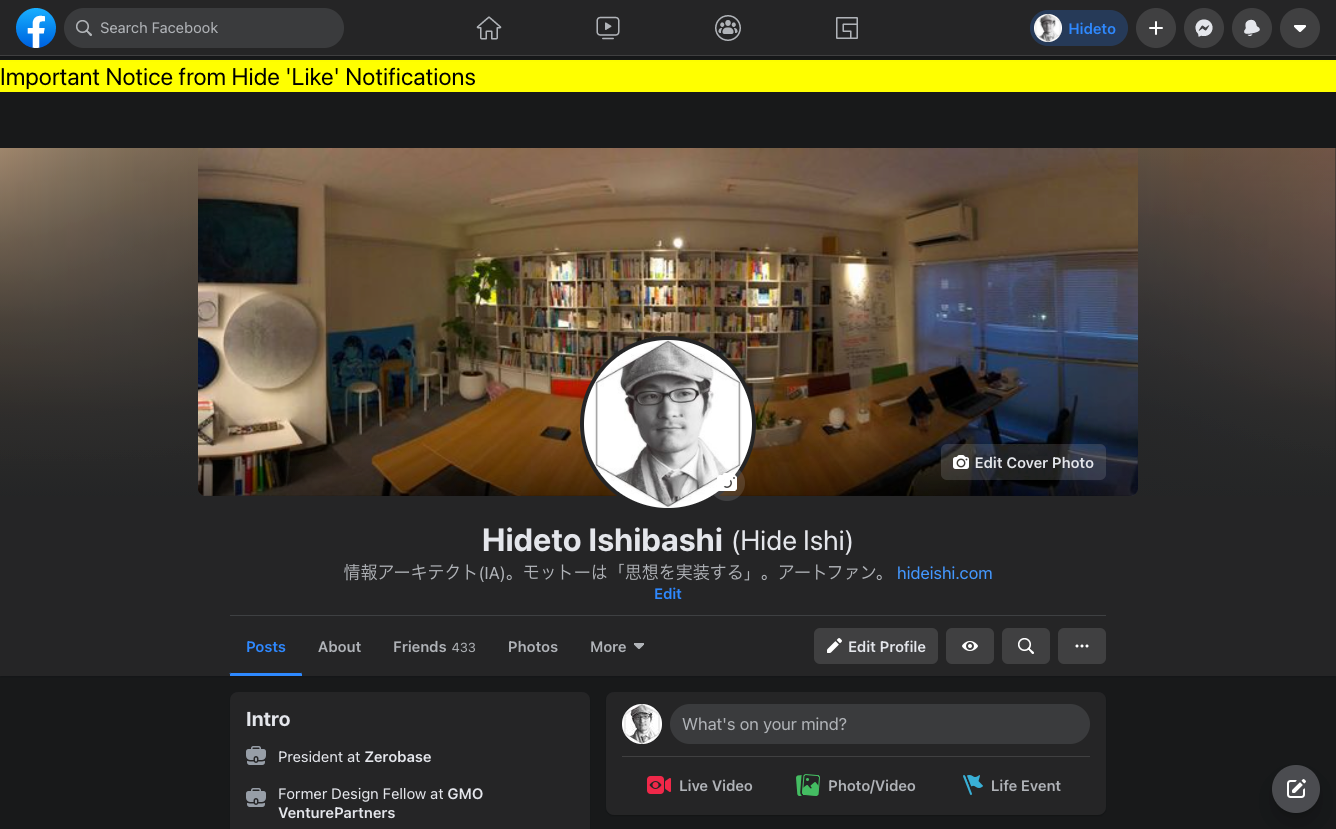 Search Facebook
Hideto
Important Notice from Hide 'Like' Notifications
Edit Cover Photo
Hideto Ishibashi (Hide Ishi)
情報アーキテクト(IA)。モットーは「思想を実装する」。アートファン。 hideishi.com
Edit
Posts About Friends 433 Photos More
Edit Profile
Intro
President at Zerobase
Former Design Fellow at GMO
VenturePartners
What's on your mind?
Live Video Photo/Video Life Event